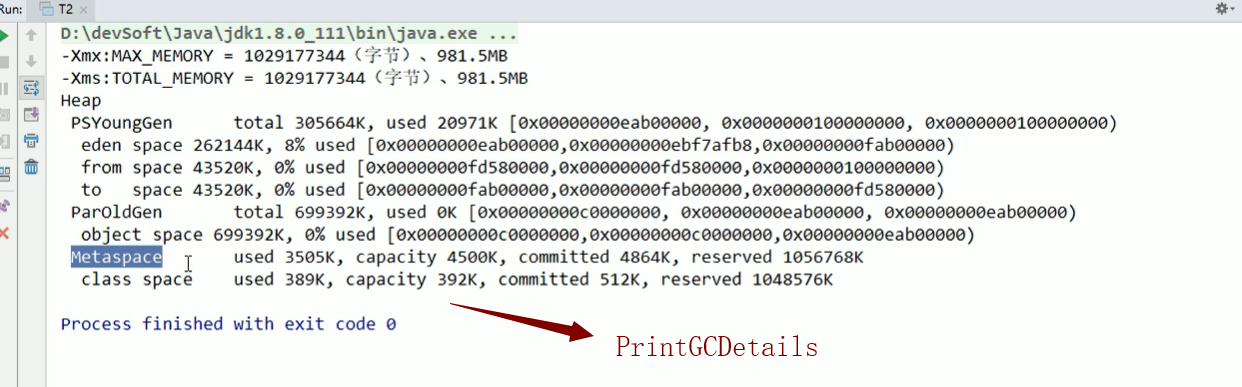 Run: T2
D:\devSoft\Java\jdk1.8.0_111\bin\java.exe ...
-Xmx:MAX_MEMORY = 1029177344（字节）、981.5MB
-Xms:TOTAL_MEMORY = 1029177344（字节）、981.5MB
Heap
PSYoungGen total 305664K, used 20971K [0x00000000eab00000, 0x0000000100000000, 0x0000000100000000)
eden space 262144K, 8% used [0x00000000eab00000,0x00000000ebf7afb8,0x00000000fab00000)
from space 43520K, 0% used [0x00000000fd580000,0x00000000fd580000,0x0000000100000000)
to space 43520K, 0% used [0x00000000fab00000,0x00000000fab00000,0x00000000fd580000)
ParOldGen total 699392K, used 0K [0x00000000c0000000, 0x00000000eab00000, 0x00000000eab00000)
object space 699392K, 0% used [0x00000000c0000000,0x00000000c0000000,0x00000000eab00000)
Metaspace used 3505K, capacity 4500K, committed 4864K, reserved 1056768K
class space used 389K, capacity 392K, committed 512K, reserved 1048576K
Process finished with exit code 0
PrintGCDetails